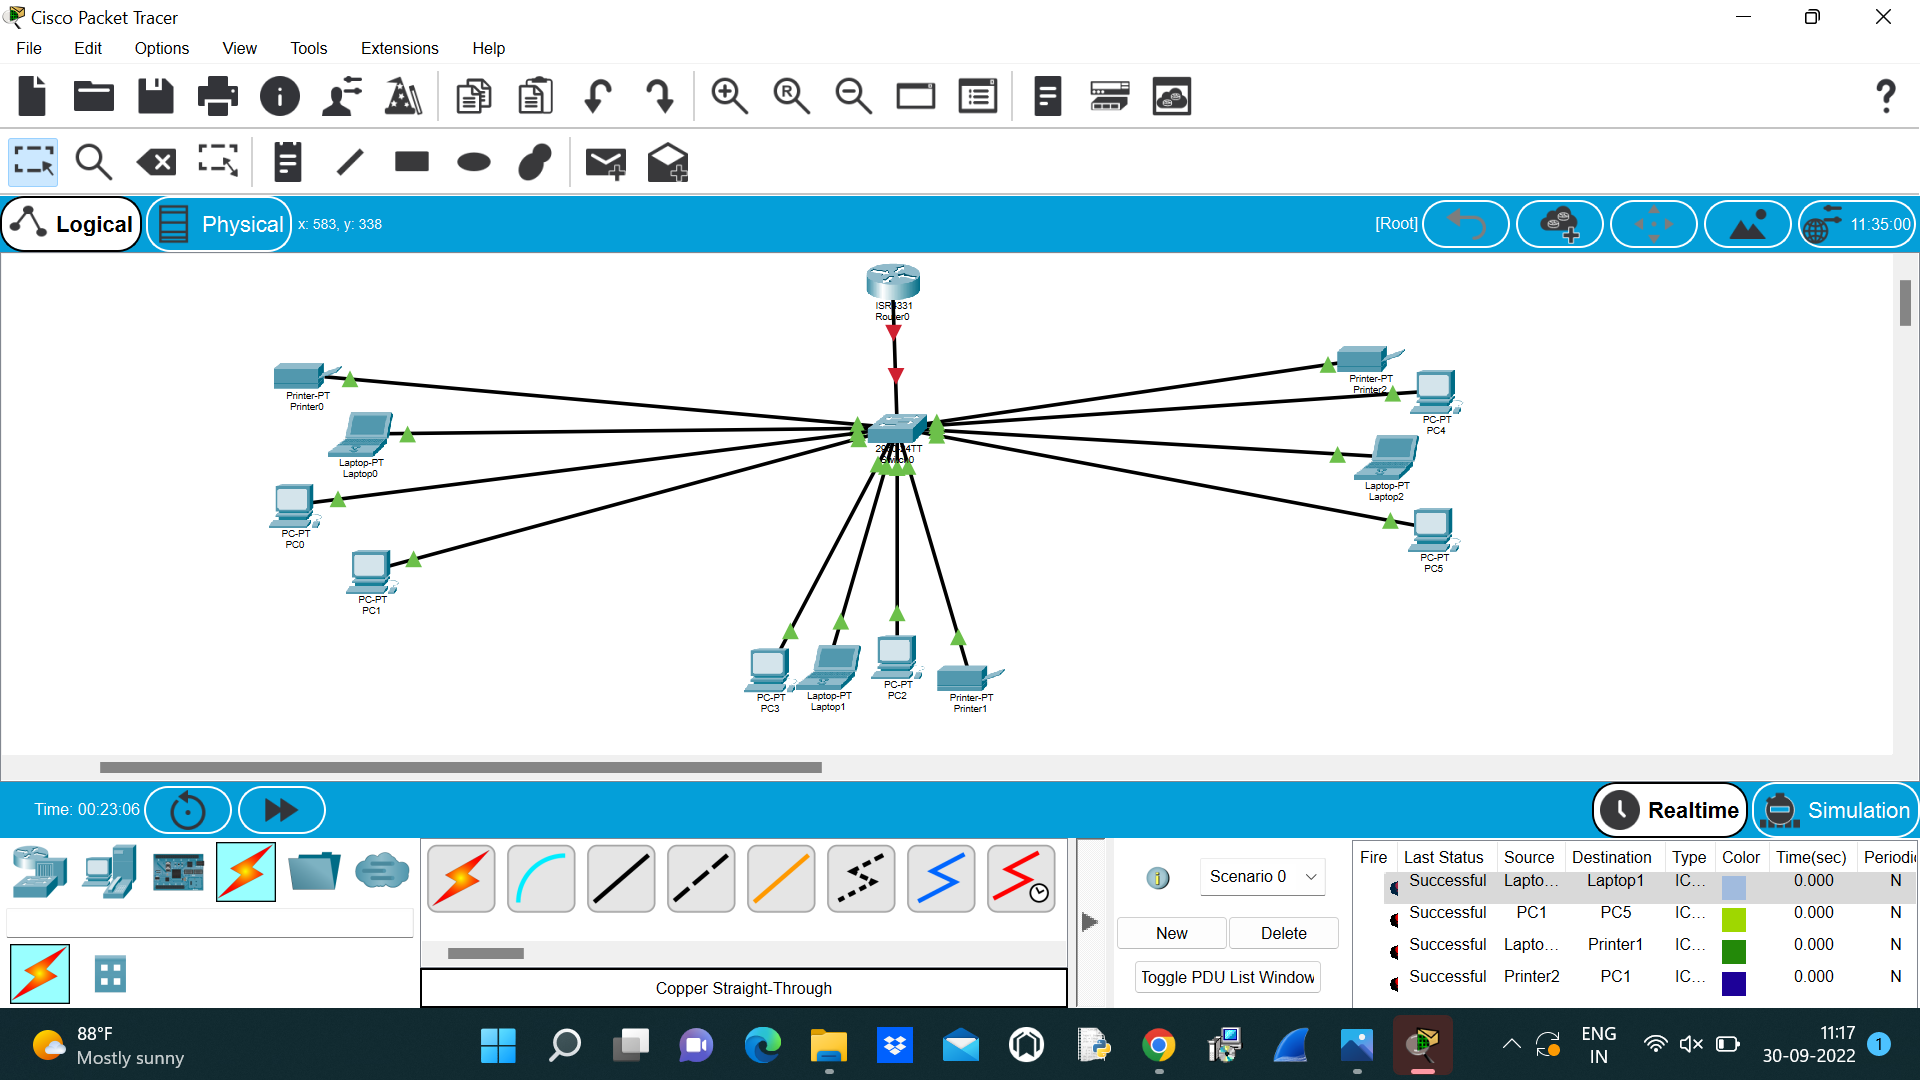 Cisco Packet Tracer
File Edit Options View Tools Extensions Help
Logical Physical x: 583, y: 338 [Root] 11:35:00
Router0
Printer-PT
Printer0
Laptop-PT
Laptop0
PC-PT
PC0
PC-PT
PC1
Switch0
Printer-PT
Printer2
PC-PT
PC4
Laptop-PT
Laptop2
PC-PT
PC5
PC-PT
PC3
Laptop-PT
Laptop1
PC-PT
PC2
Printer-PT
Printer1
Time: 00:23:06 Realtime Simulation
Scenario 0
New Delete
Toggle PDU List Window
Copper Straight-Through
Fire Last Status Source Destination Type Color Time(sec) Periodic
Successful Lapto... Laptop1 IC... 0.000 N
Successful PC1 PC5 IC... 0.000 N
Successful Lapto... Printer1 IC... 0.000 N
Successful Printer2 PC1 IC... 0.000 N
88°F
Mostly sunny
ENG
IN
11:17
30-09-2022
1